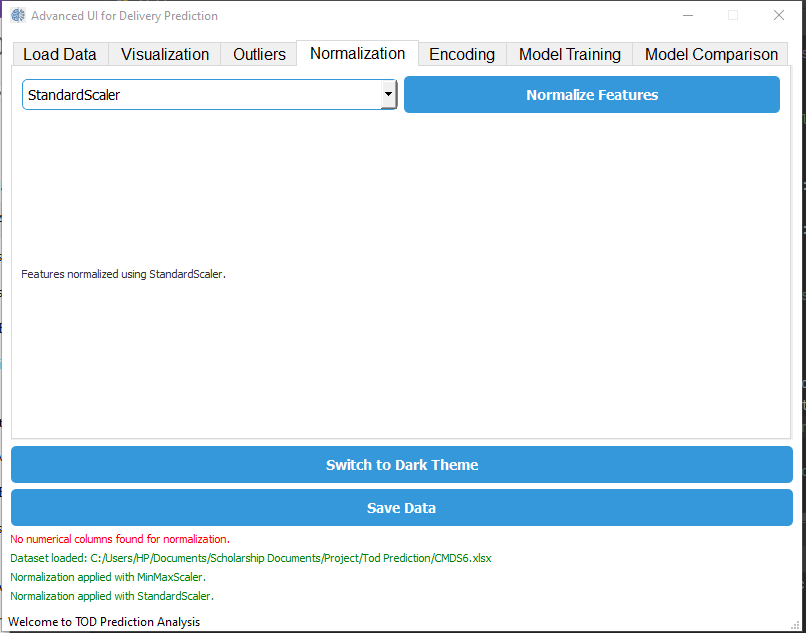 Advanced UI for Delivery Prediction
Load Data Visualization Outliers Normalization Encoding Model Training Model Comparison
StandardScaler Normalize Features
Features normalized using StandardScaler.
Switch to Dark Theme
Save Data
No numerical columns found for normalization.
Dataset loaded: C:/Users/HP/Documents/Scholarship Documents/Project/Tod Prediction/CMDS6.xlsx
Normalization applied with MinMaxScaler.
Normalization applied with StandardScaler.
Welcome to TOD Prediction Analysis